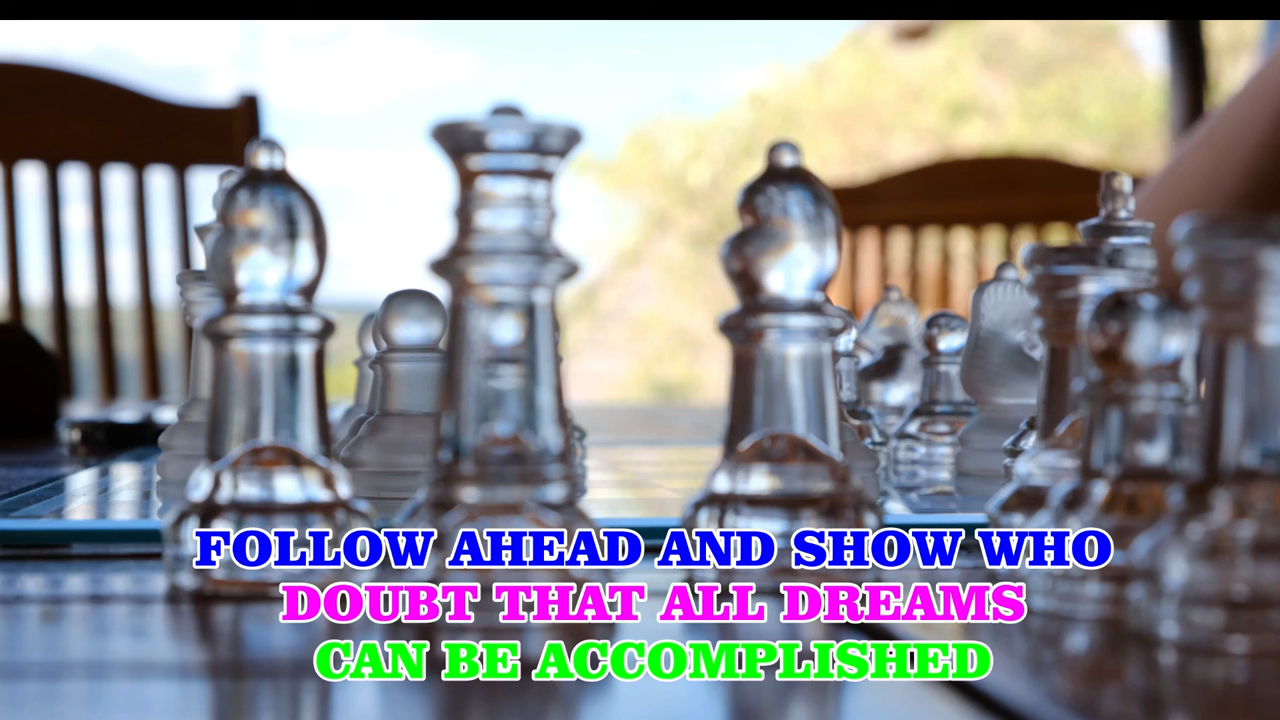 FOLLOW AHEAD AND SHOW WHO
DOUBT THAT ALL DREAMS
CAN BE ACCOMPLISHED